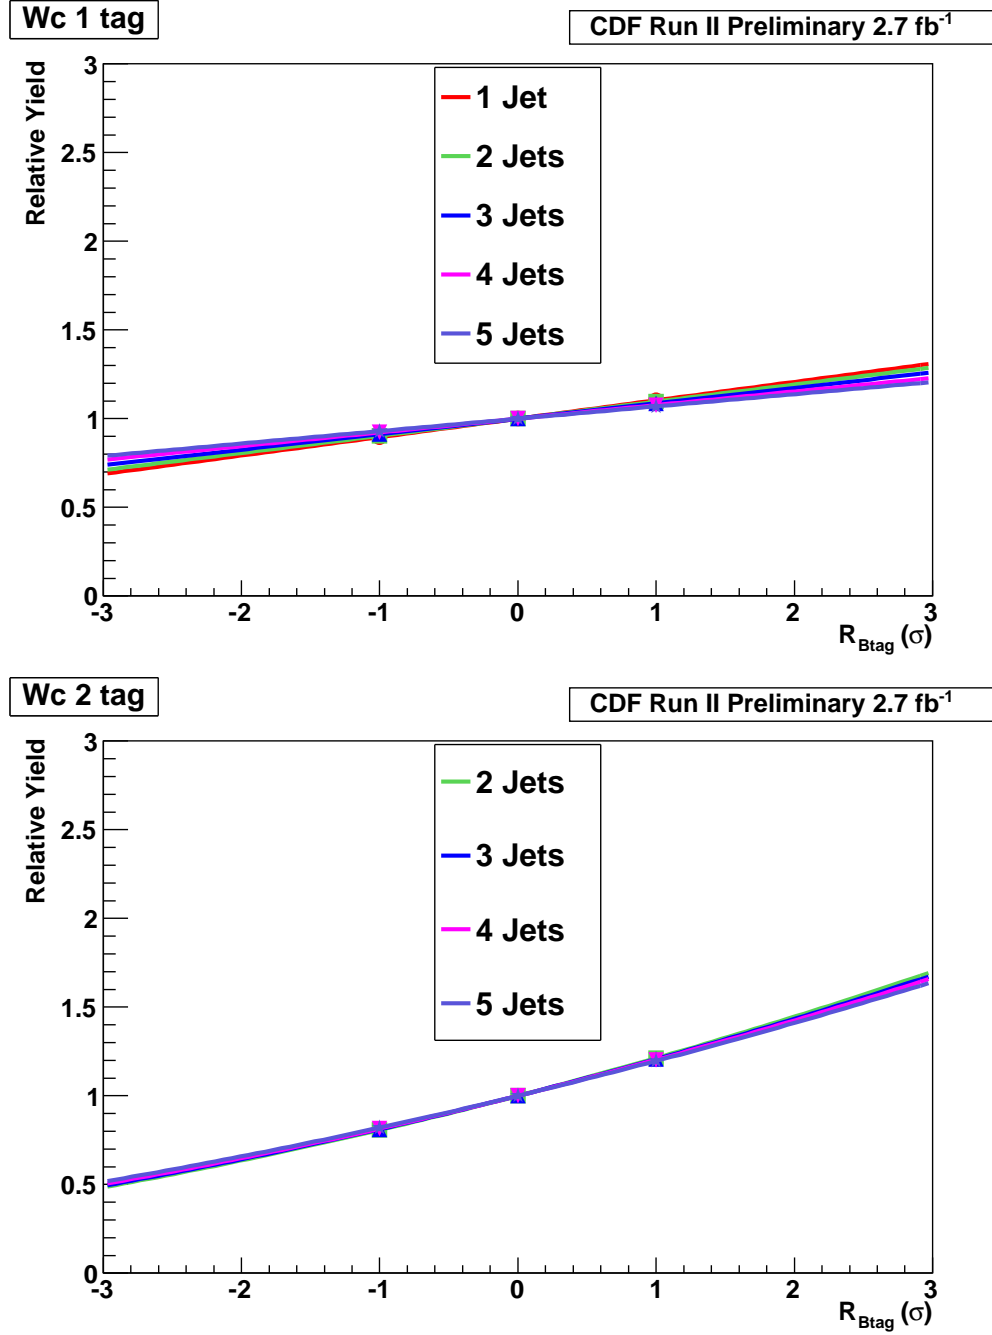 Wc 1 tag
CDF Run II Preliminary 2.7 fb⁻¹
Relative Yield
3
2.5
2
1.5
1
0.5
0
1 Jet
2 Jets
3 Jets
4 Jets
5 Jets
-3 -2 -1 0 1 2 3
R_Btag (σ)
Wc 2 tag
CDF Run II Preliminary 2.7 fb⁻¹
Relative Yield
3
2.5
2
1.5
1
0.5
0
2 Jets
3 Jets
4 Jets
5 Jets
-3 -2 -1 0 1 2 3
R_Btag (σ)